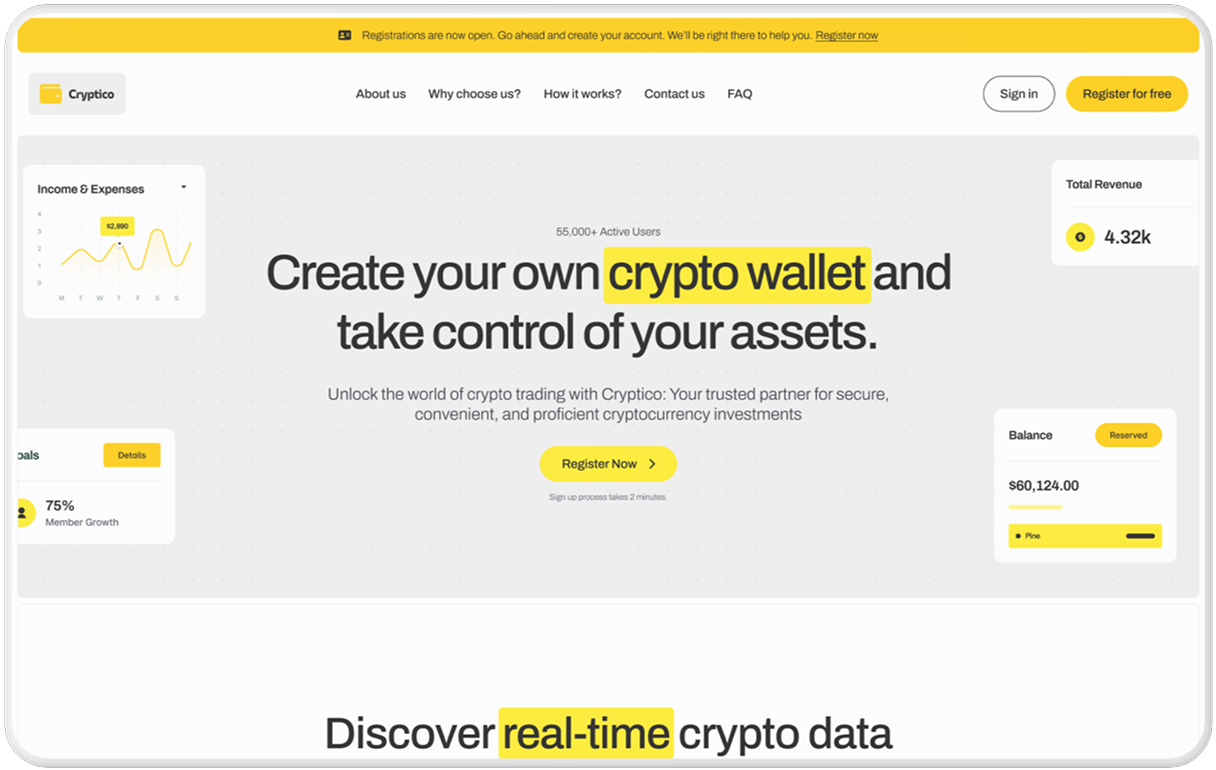 Registrations are now open. Go ahead and create your account. We'll be right there to help you. Register now
Cryptico
About us
Why choose us?
How it works?
Contact us
FAQ
Sign in
Register for free
Income & Expenses
4
3
2
1
0
$2,890
M T W T F S S
Total Revenue
4.32k
55,000+ Active Users
Create your own crypto wallet and
take control of your assets.
Unlock the world of crypto trading with Cryptico: Your trusted partner for secure,
convenient, and proficient cryptocurrency investments
Register Now
Sign up process takes 2 minutes.
oals
Details
75%
Member Growth
Balance
Reserved
$60,124.00
Pine
Discover real-time crypto data